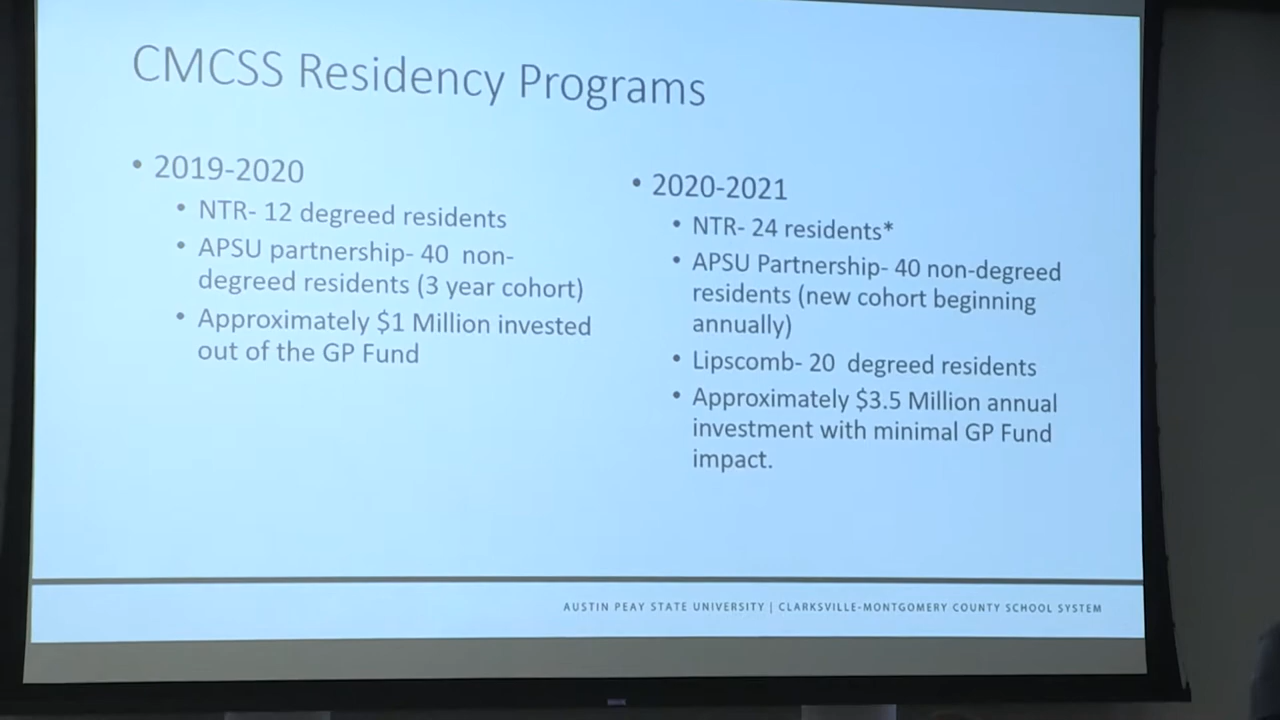 CMCSS Residency Programs
• 2019-2020
• NTR- 12 degreed residents
• APSU partnership- 40 non-
degreed residents (3 year cohort)
• Approximately $1 Million invested
out of the GP Fund
• 2020-2021
• NTR- 24 residents*
• APSU Partnership- 40 non-degreed
residents (new cohort beginning
annually)
• Lipscomb- 20 degreed residents
• Approximately $3.5 Million annual
investment with minimal GP Fund
impact.
AUSTIN PEAY STATE UNIVERSITY | CLARKSVILLE-MONTGOMERY COUNTY SCHOOL SYSTEM